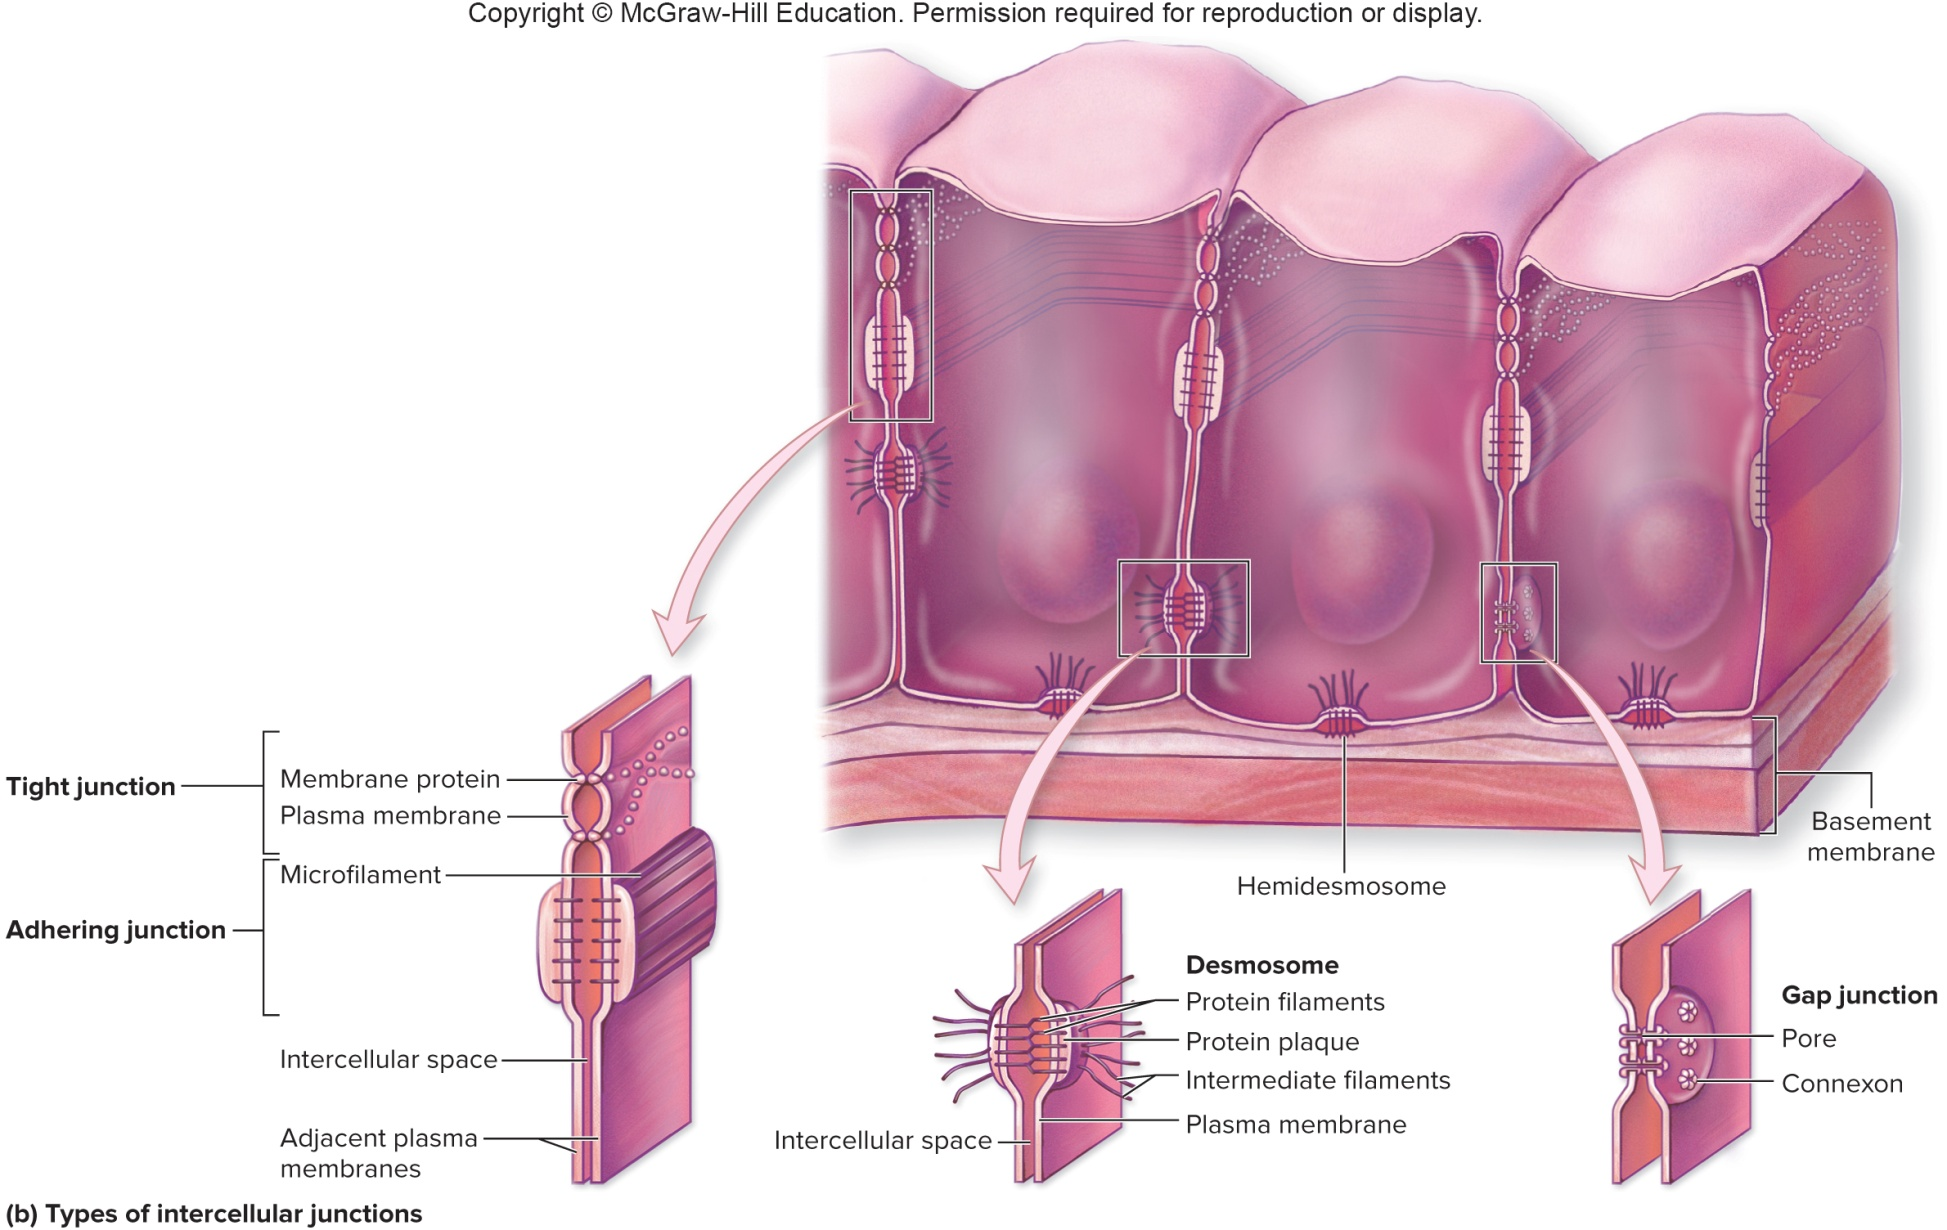 Copyright © McGraw-Hill Education. Permission required for reproduction or display.
Tight junction
Membrane protein
Plasma membrane
Microfilament
Adhering junction
Intercellular space
Adjacent plasma
membranes
Hemidesmosome
Basement
membrane
Desmosome
Protein filaments
Protein plaque
Intermediate filaments
Plasma membrane
Intercellular space
Gap junction
Pore
Connexon
(b) Types of intercellular junctions